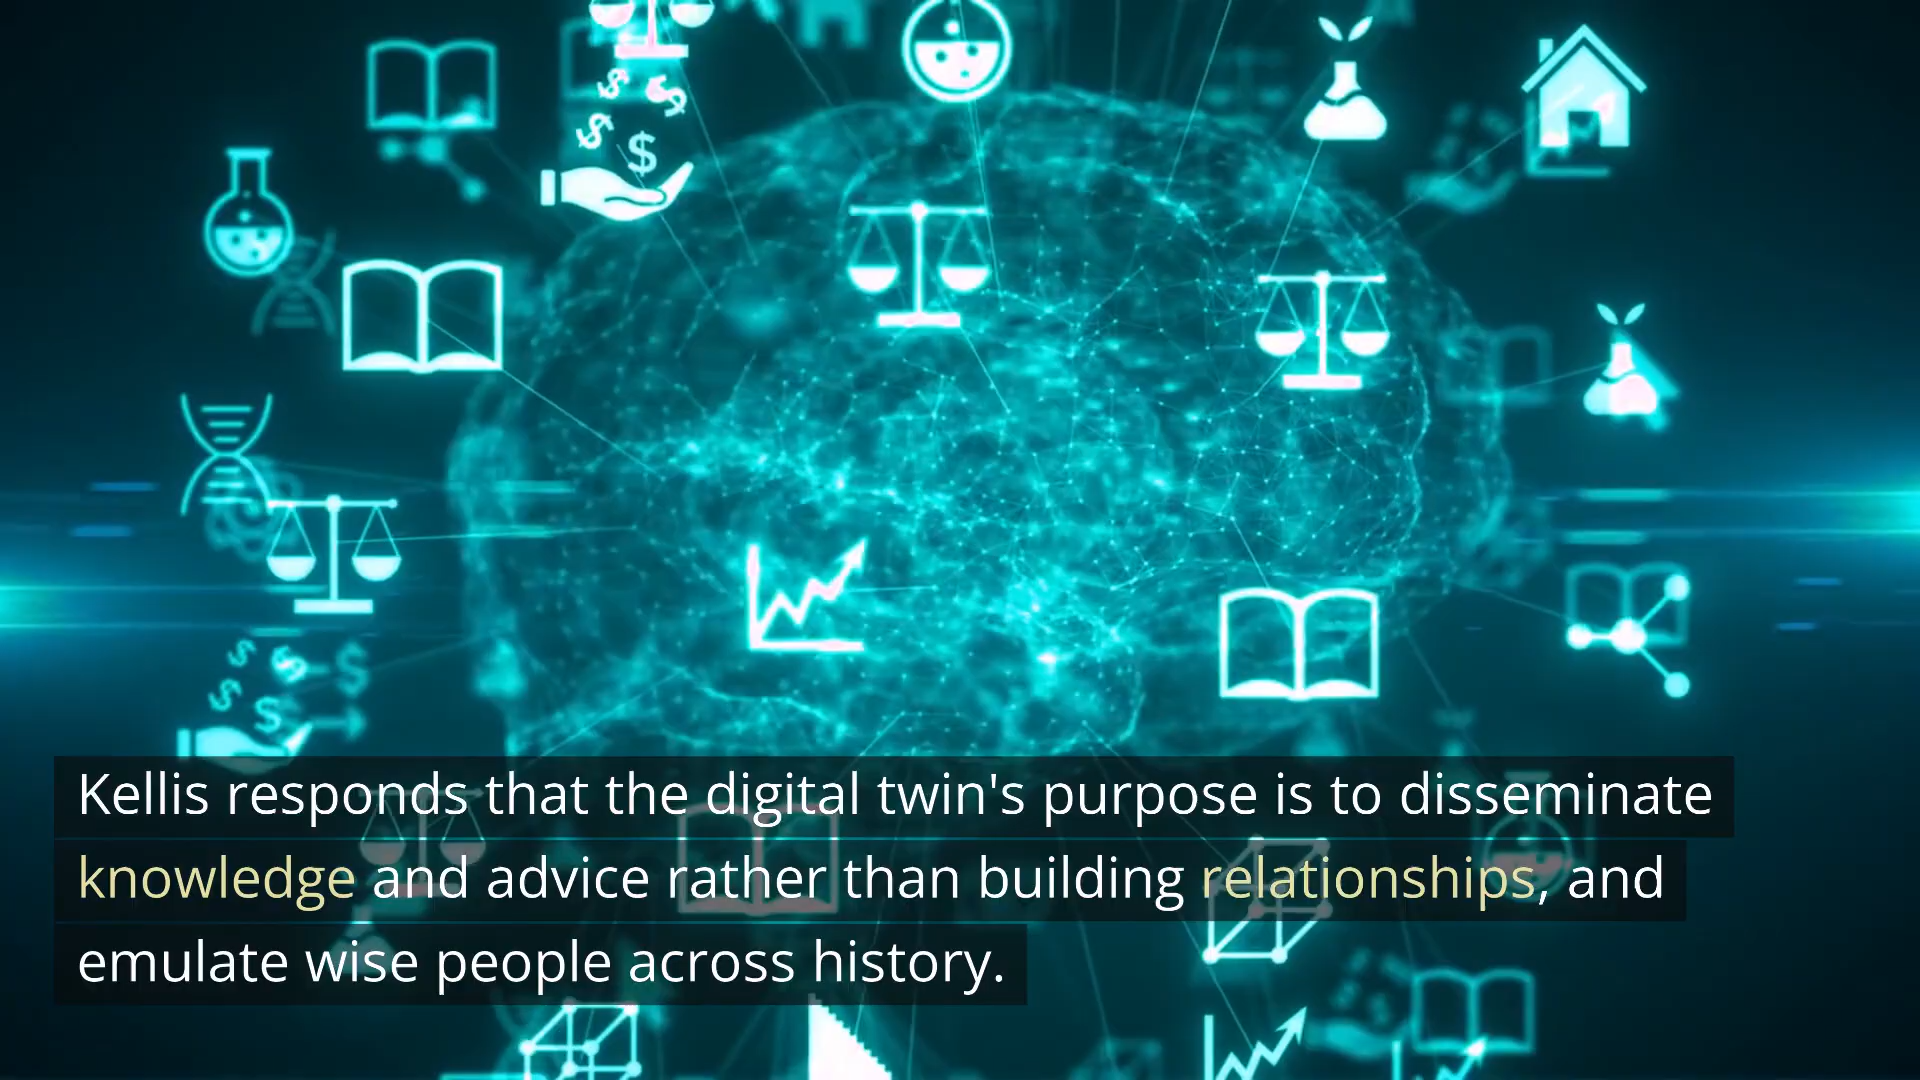 Kellis responds that the digital twin's purpose is to disseminate
knowledge and advice rather than building relationships, and
emulate wise people across history.